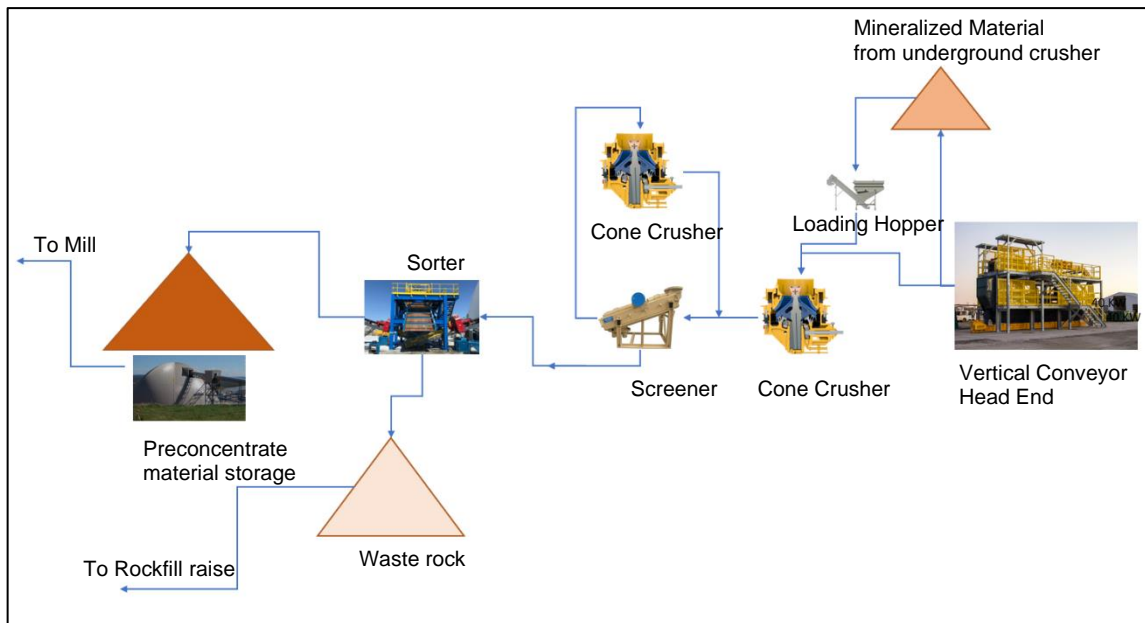 Mineralized Material
from underground crusher
To Mill
Sorter
Cone Crusher
Loading Hopper
Screener
Cone Crusher
Vertical Conveyor
Head End
Preconcentrate
material storage
Waste rock
To Rockfill raise